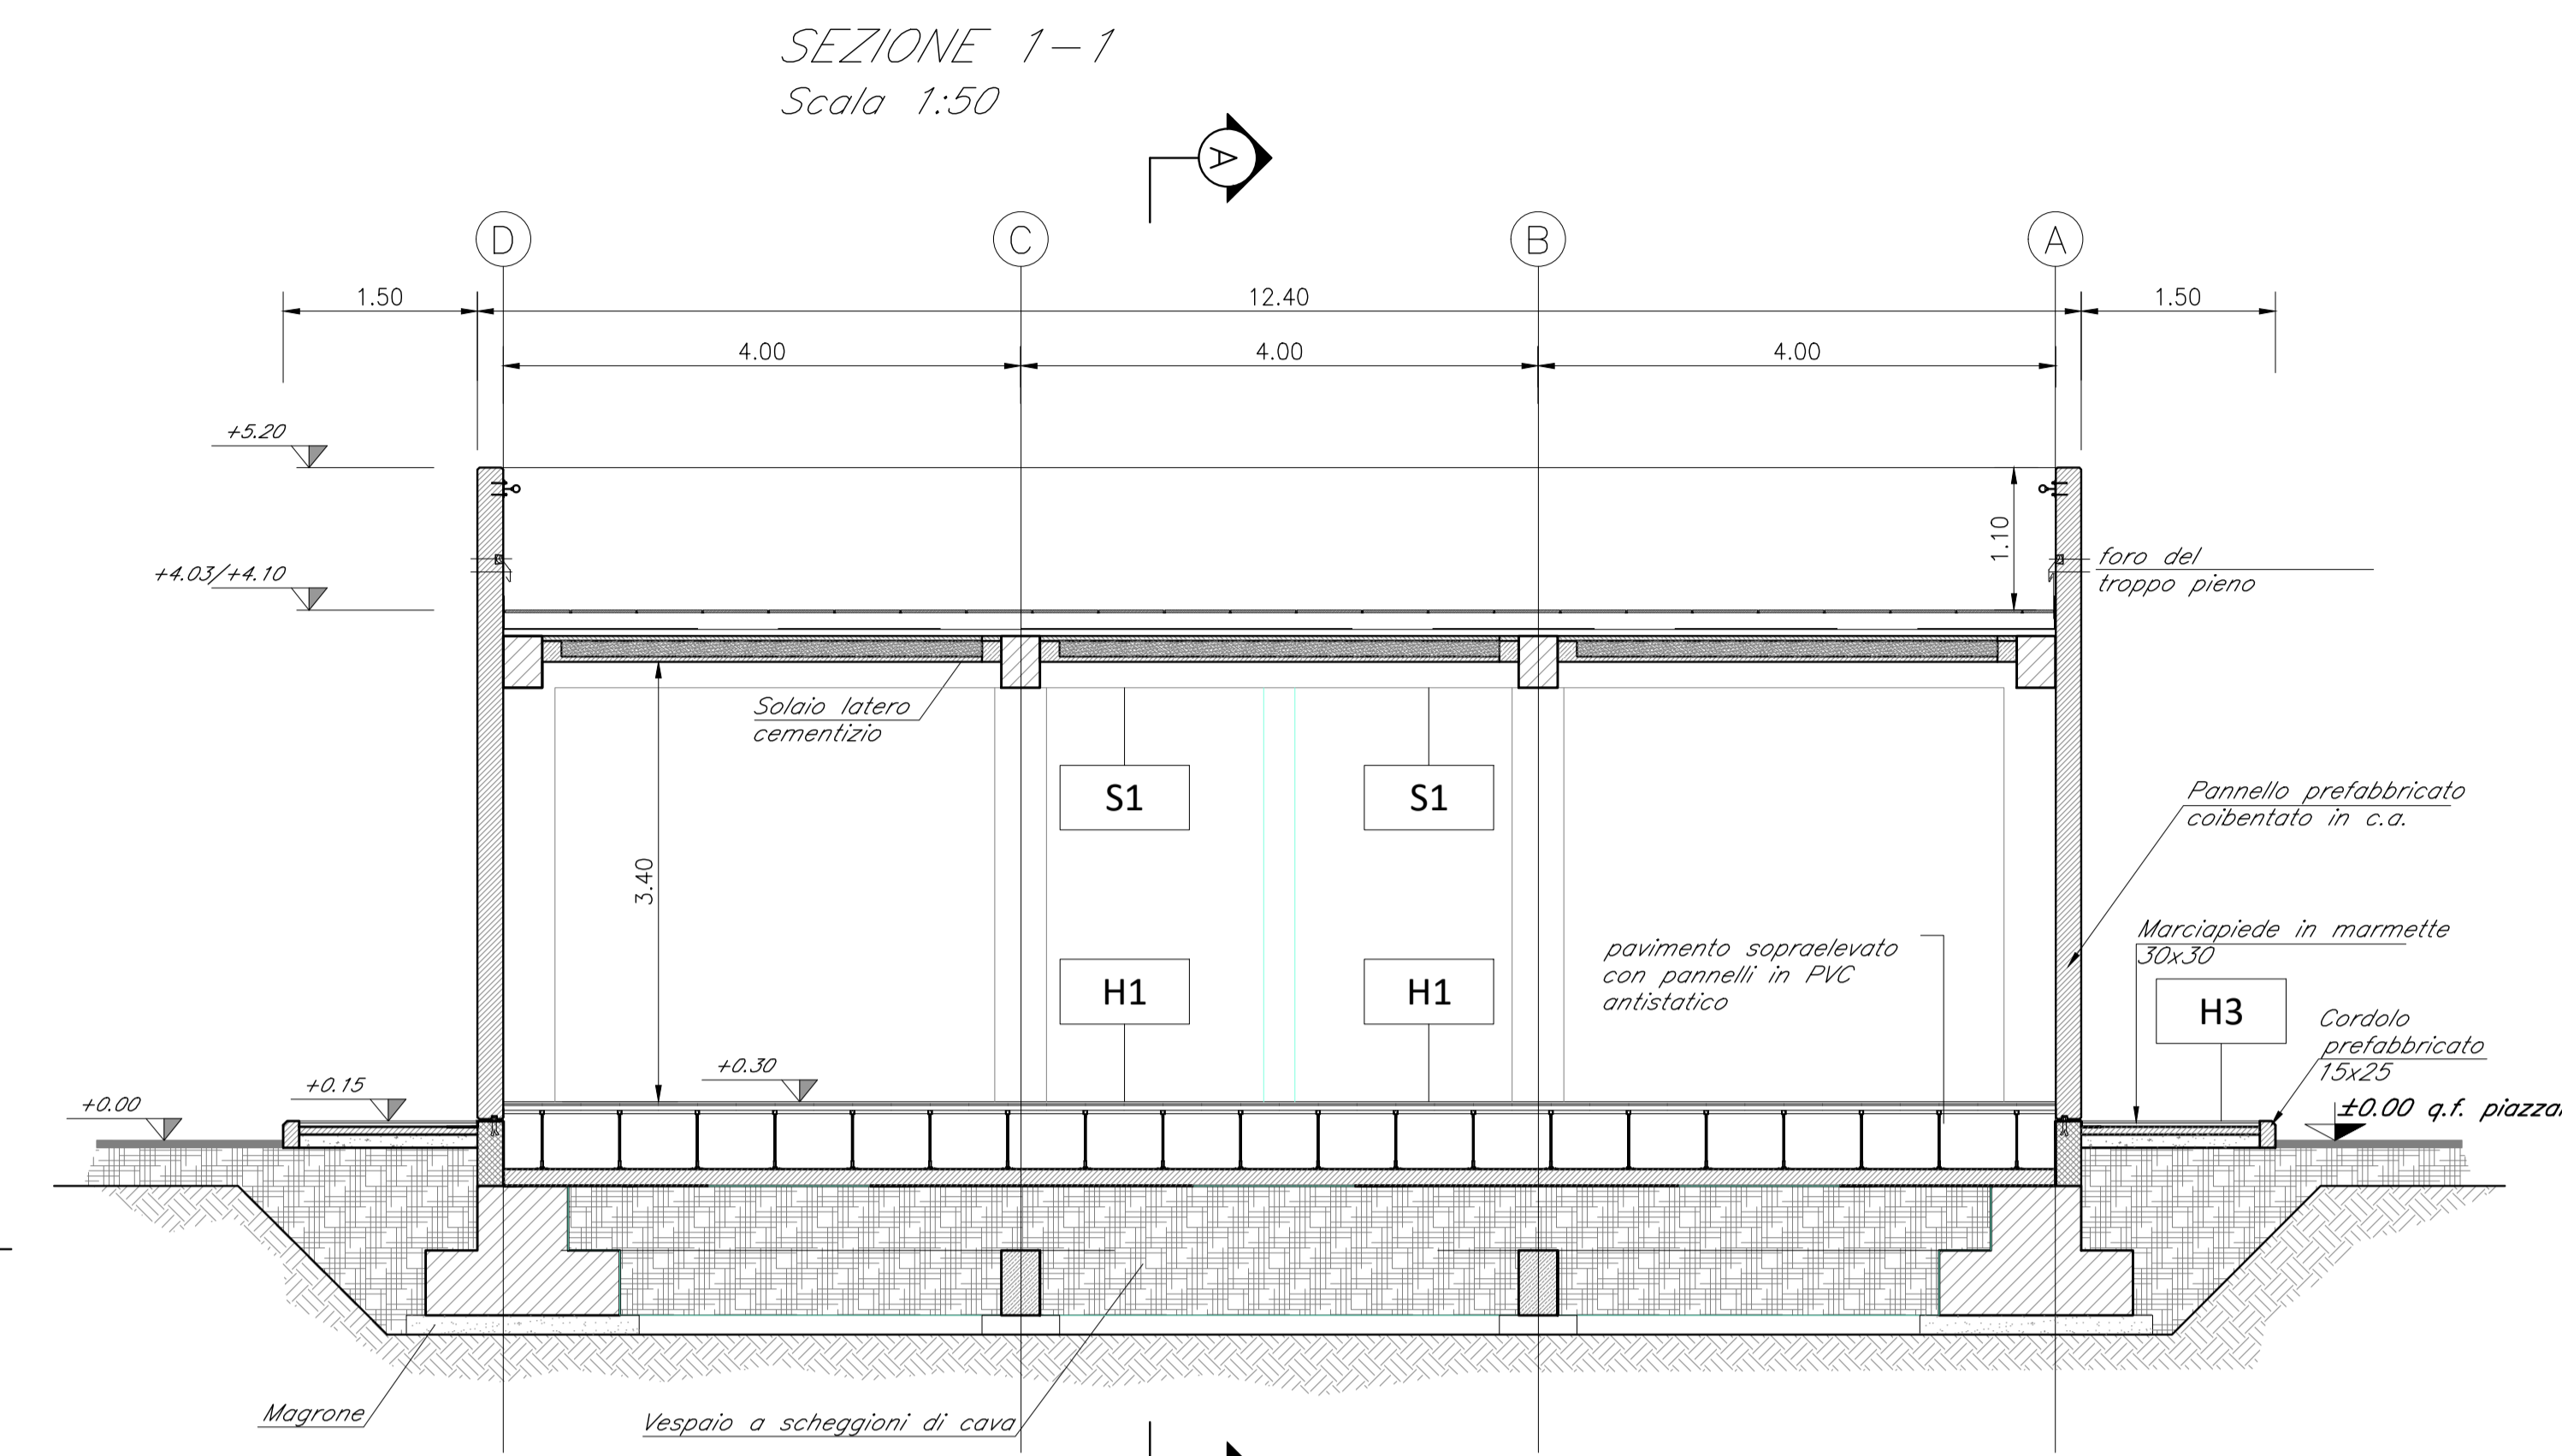 SEZIONE 1-1
Scala 1:50
A
D
C
B
A
1.50
12.40
1.50
4.00
4.00
4.00
+5.20
1.10
+4.03/+4.10
foro del
troppo pieno
Solaio latero
cementizio
S1
S1
3.40
Pannello prefabbricato
coibentato in c.a.
Marciapiede in marmette
30x30
pavimento sopraelevato
con pannelli in PVC
antistatico
H1
H1
H3
Cordolo
prefabbricato
15x25
+0.30
+0.15
+0.00
±0.00 q.f. piazza
Magrone
Vespaio a scheggioni di cava